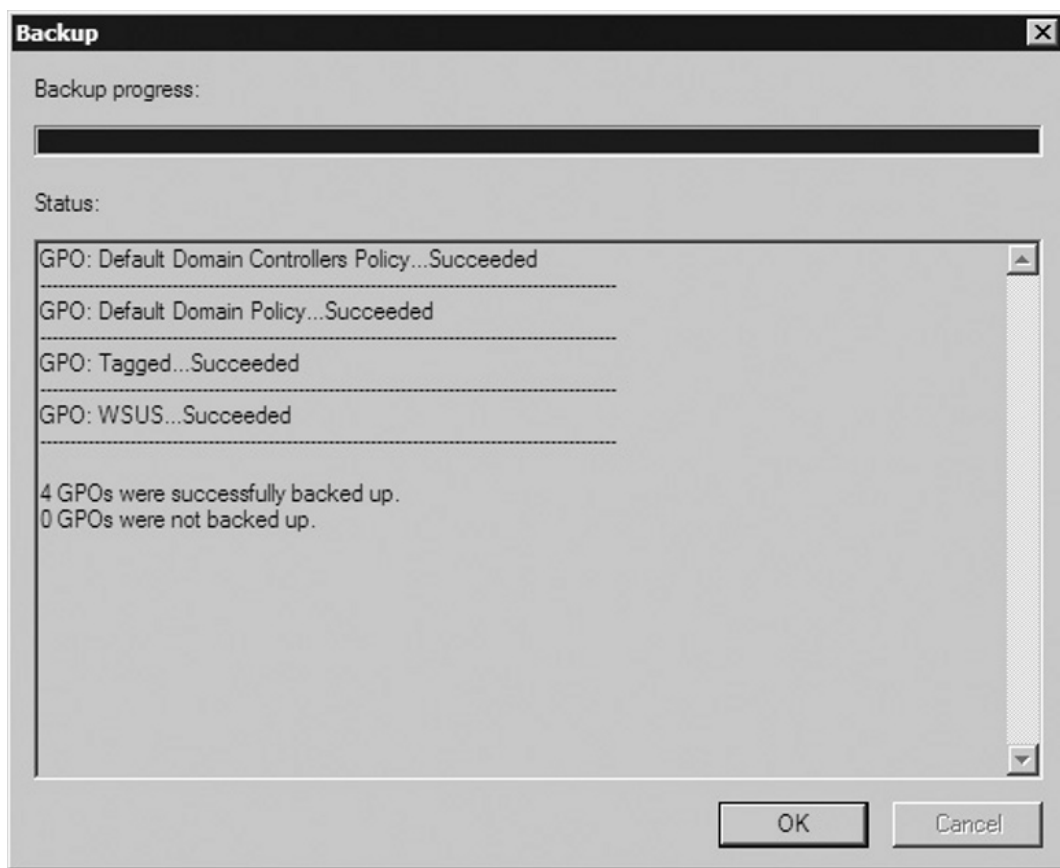 Backup
Backup progress:
Status:
GPO: Default Domain Controllers Policy...Succeeded
GPO: Default Domain Policy...Succeeded
GPO: Tagged...Succeeded
GPO: WSUS...Succeeded
4 GPOs were successfully backed up.
0 GPOs were not backed up.
OK
Cancel